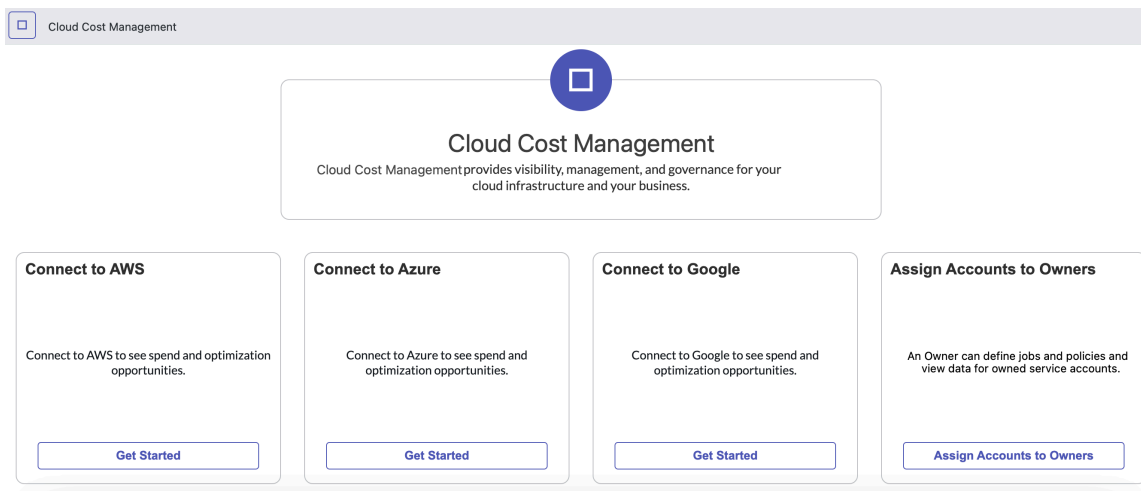 Cloud Cost Management
Cloud Cost Management
Cloud Cost Management provides visibility, management, and governance for your
cloud infrastructure and your business.
Connect to AWS
Connect to AWS to see spend and optimization
opportunities.
Get Started
Connect to Azure
Connect to Azure to see spend and
optimization opportunities.
Get Started
Connect to Google
Connect to Google to see spend and
optimization opportunities.
Get Started
Assign Accounts to Owners
An Owner can define jobs and policies and
view data for owned service accounts.
Assign Accounts to Owners